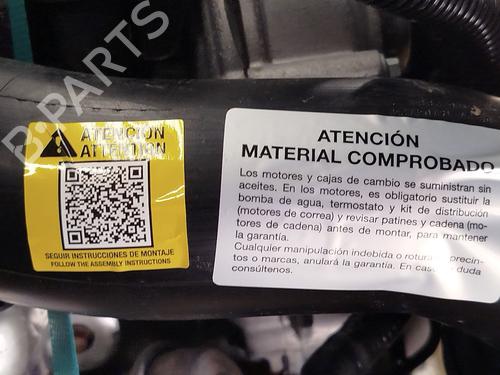 B-PARTS
ATENCIÓN
ATTENTION
SEGUIR INSTRUCCIONES DE MONTAJE
FOLLOW THE ASSEMBLY INSTRUCTIONS
ATENCIÓN
MATERIAL COMPROBADO
Los motores y cajas de cambio se suministran sin
aceites. En los motores, es obligatorio sustituir la
bomba de agua, termostato y kit de distribución
(motores de correa) y revisar patines y cadena (mo-
tores de cadena) antes de montar, para mantener
la garantía.
Cualquier manipulación indebida o rotura precin-
tos o marcas, anulará la garantía. En caso duda
consúltenos.